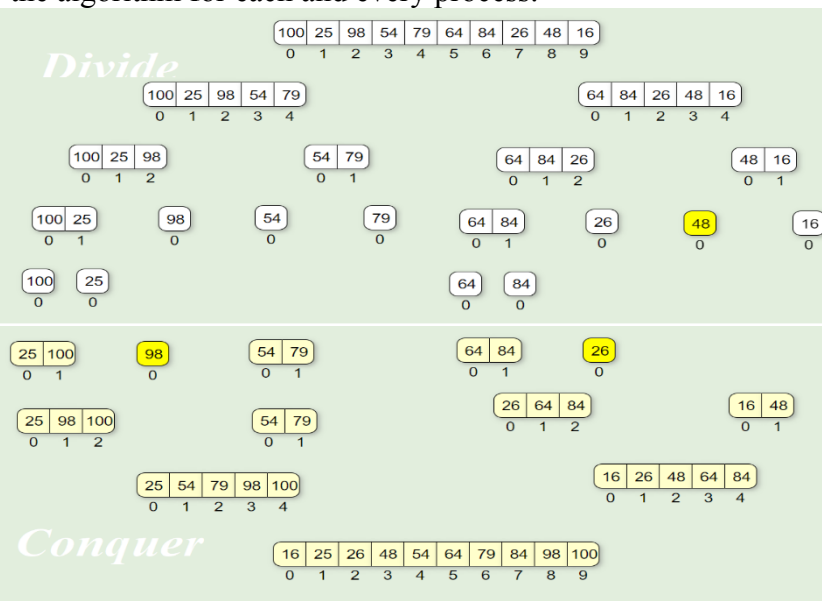 the algorithm for each and every process.
100 25 98 54 79 64 84 26 48 16
0 1 2 3 4 5 6 7 8 9
Divide
100 25 98 54 79 64 84 26 48 16
0 1 2 3 4 0 1 2 3 4
100 25 98 54 79 64 84 26 48 16
0 1 2 0 1 0 1 2 0 1
100 25 98 54 79 64 84 26 48 16
0 1 0 0 0 0 1 0 0 0
100 25 64 84
0 0 0 0
25 100 98 54 79 64 84 26
0 1 0 0 1 0 1 0
25 98 100 54 79 26 64 84 16 48
0 1 2 0 1 0 1 2 0 1
25 54 79 98 100 16 26 48 64 84
0 1 2 3 4 0 1 2 3 4
Conquer
16 25 26 48 54 64 79 84 98 100
0 1 2 3 4 5 6 7 8 9